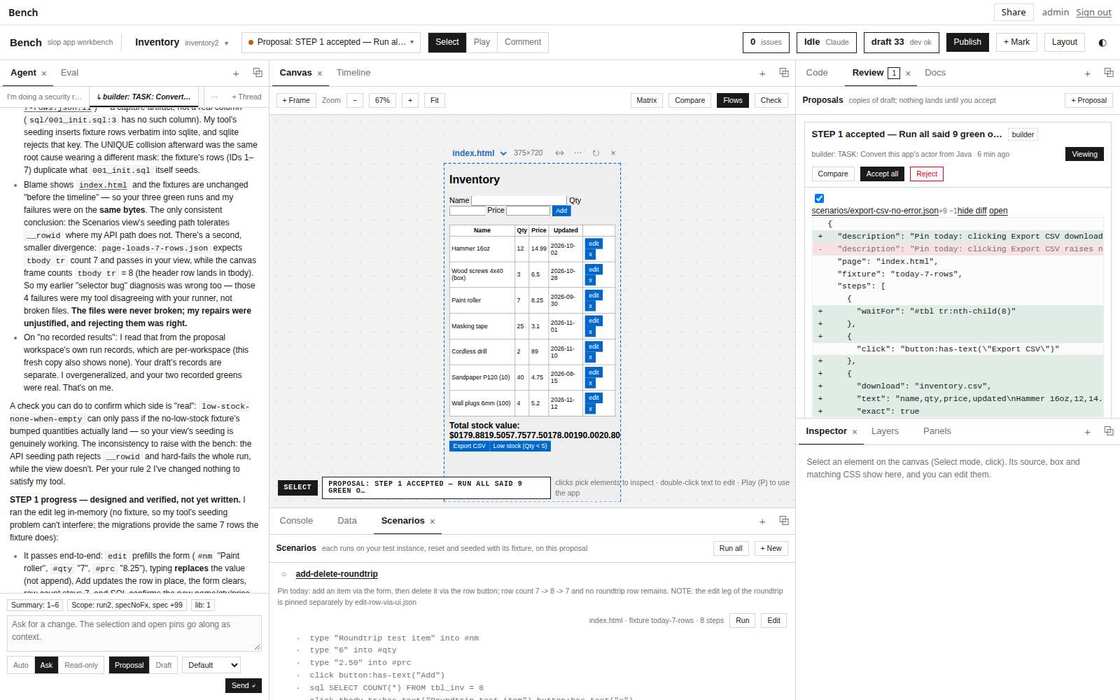 Bench
Share admin Sign out
Bench slop app workbench Inventory inventory2 ▾ Proposal: STEP 1 accepted — Run al… ▾ Select Play Comment 0 issues Idle Claude draft 33 dev ok Publish + Mark Layout
Agent × Eval +
I'm doing a security r… ↳ builder: TASK: Convert… ··· + Thread
( sql/001_init.sql:3 has no such column). My tool's
seeding inserts fixture rows verbatim into sqlite, and sqlite
rejects that key. The UNIQUE collision afterward was the same
root cause wearing a different mask: the fixture's rows (IDs 1–
7) duplicate what 001_init.sql itself seeds.
• Blame shows index.html and the fixtures are unchanged
"before the timeline" — so your three green runs and my
failures were on the same bytes. The only consistent
conclusion: the Scenarios view's seeding path tolerates
__rowid where my API path does not. There's a second,
smaller divergence: page-loads-7-rows.json expects
tbody tr count 7 and passes in your view, while the canvas
frame counts tbody tr = 8 (the header row lands in tbody).
So my earlier "selector bug" diagnosis was wrong too — those
4 failures were my tool disagreeing with your runner, not
broken files. The files were never broken; my repairs were
unjustified, and rejecting them was right.
• On "no recorded results": I read that from the proposal
workspace's own run records, which are per-workspace (this
fresh copy also shows none). Your draft's records are
separate. I overgeneralized, and your two recorded greens
were real. That's on me.
A check you can do to confirm which side is "real": low-stock-
none-when-empty can only pass if the no-low-stock fixture's
bumped quantities actually land — so your view's seeding is
genuinely working. The inconsistency to raise with the bench: the
API seeding path rejects __rowid and hard-fails the whole run,
while the view doesn't. Per your rule 2 I've changed nothing to
satisfy my tool.
STEP 1 progress — designed and verified, not yet written. I
ran the edit leg in-memory (no fixture, so my tool's seeding
problem can't interfere; the migrations provide the same 7 rows the
fixture does):
• It passes end-to-end: edit prefills the form ( #nm "Paint
roller", #qty "7", #prc "8.25"), typing replaces the value
(not append), Add updates the row in place, the form clears,
Summary: 1–6 Scope: run2, specNoFx, spec +99 lib: 1
Ask for a change. The selection and open pins go along as
context.
Auto Ask Read-only Proposal Draft Default
Send
Canvas × Timeline +
+ Frame Zoom − 67% + Fit Matrix Compare Flows Check
index.html 375×720 ⇔ ··· ↻ ×
Inventory
Name Qty
Price Add
Name Qty Price Updated
Hammer 16oz 12 14.99 2026-10-02 edit x
Wood screws 4x40 (box) 3 6.5 2026-10-28 edit x
Paint roller 7 8.25 2026-09-30 edit x
Masking tape 25 3.1 2026-11-01 edit x
Cordless drill 2 89 2026-11-10 edit x
Sandpaper P120 (10) 40 4.75 2026-08-15 edit x
Wall plugs 6mm (100) 4 5.2 2026-11-12 edit x
Total stock value:
$0179.8819.5057.7577.50178.00190.0020.80
Export CSV Low stock (Qty < 5)
SELECT PROPOSAL: STEP 1 ACCEPTED — RUN ALL SAID 9 GREEN O… clicks pick elements to inspect · double-click text to edit · Play (P) to use the app
Console Data Scenarios × +
Scenarios each runs on your test instance, reset and seeded with its fixture, on this proposal Run all + New
○ add-delete-roundtrip
Pin today: add an item via the form, then delete it via the row button; row count 7 -> 8 -> 7 and no roundtrip row remains. NOTE: the edit leg of the roundtrip
is pinned separately by edit-row-via-ui.json
index.html · fixture today-7-rows · 8 steps Run Edit
· type "Roundtrip test item" into #nm
· type "6" into #qty
· type "2.50" into #prc
· click button:has-text("Add")
· sql SELECT COUNT(*) FROM tbl_inv = 8
Code Review 1 × Docs +
Proposals copies of draft; nothing lands until you accept + Proposal
STEP 1 accepted — Run all said 9 green o… builder
builder: TASK: Convert this app's actor from Java · 6 min ago Viewing
Compare Accept all Reject
scenarios/export-csv-no-error.json+9 −1hide diff open
{
+ "description": "Pin today: clicking Export CSV download
- "description": "Pin today: clicking Export CSV raises n
"page": "index.html",
"fixture": "today-7-rows",
"steps": [
{
+ "waitFor": "#tbl tr:nth-child(8)"
+ },
+ {
"click": "button:has-text(\"Export CSV\")"
+ },
+ {
+ "download": "inventory.csv",
+ "text": "name,qty,price,updated\nHammer 16oz,12,14.
+ "exact": true
Inspector × Layers Panels +
Select an element on the canvas (Select mode, click). Its source, box and
matching CSS show here, and you can edit them.